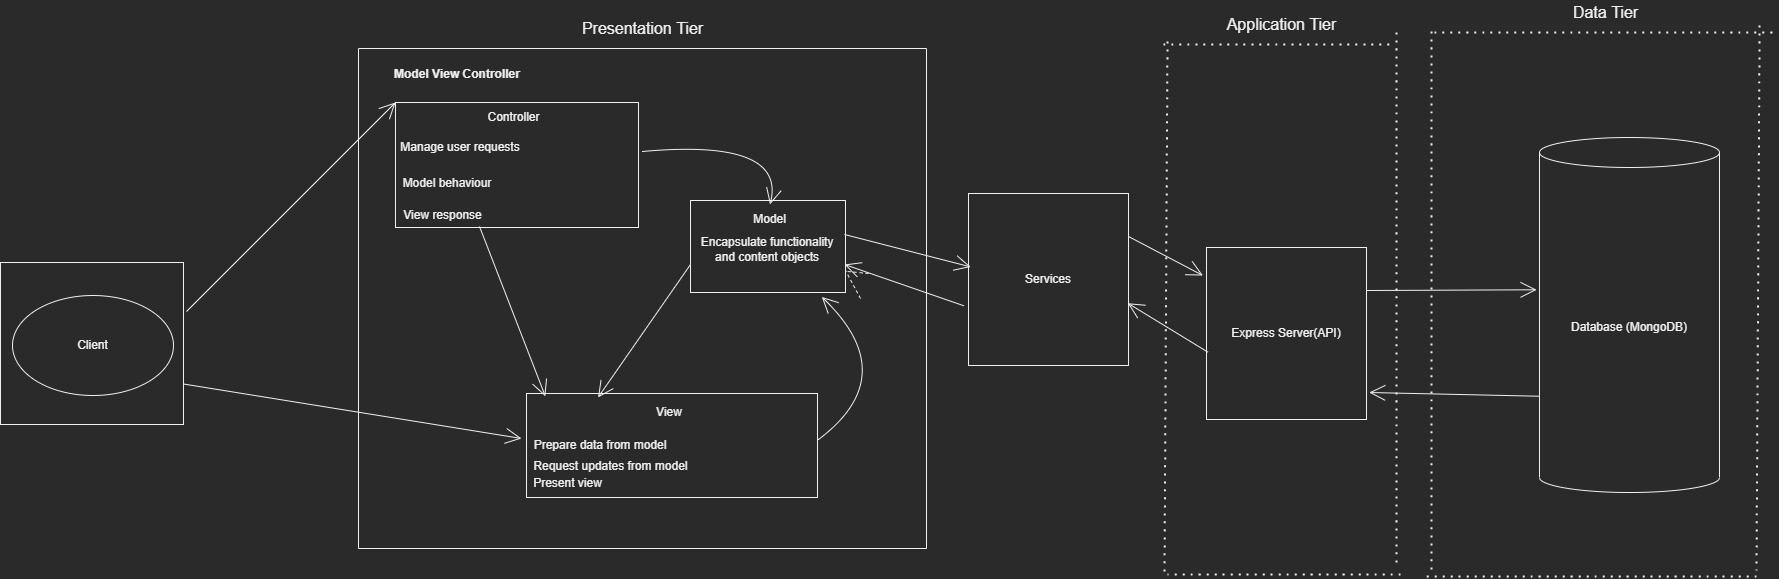 Presentation Tier
Application Tier
Data Tier
Model View Controller
Controller
Manage user requests
Model behaviour
View response
Model
Encapsulate functionality
and content objects
Services
Express Server(API)
Database (MongoDB)
Client
View
Prepare data from model
Request updates from model
Present view